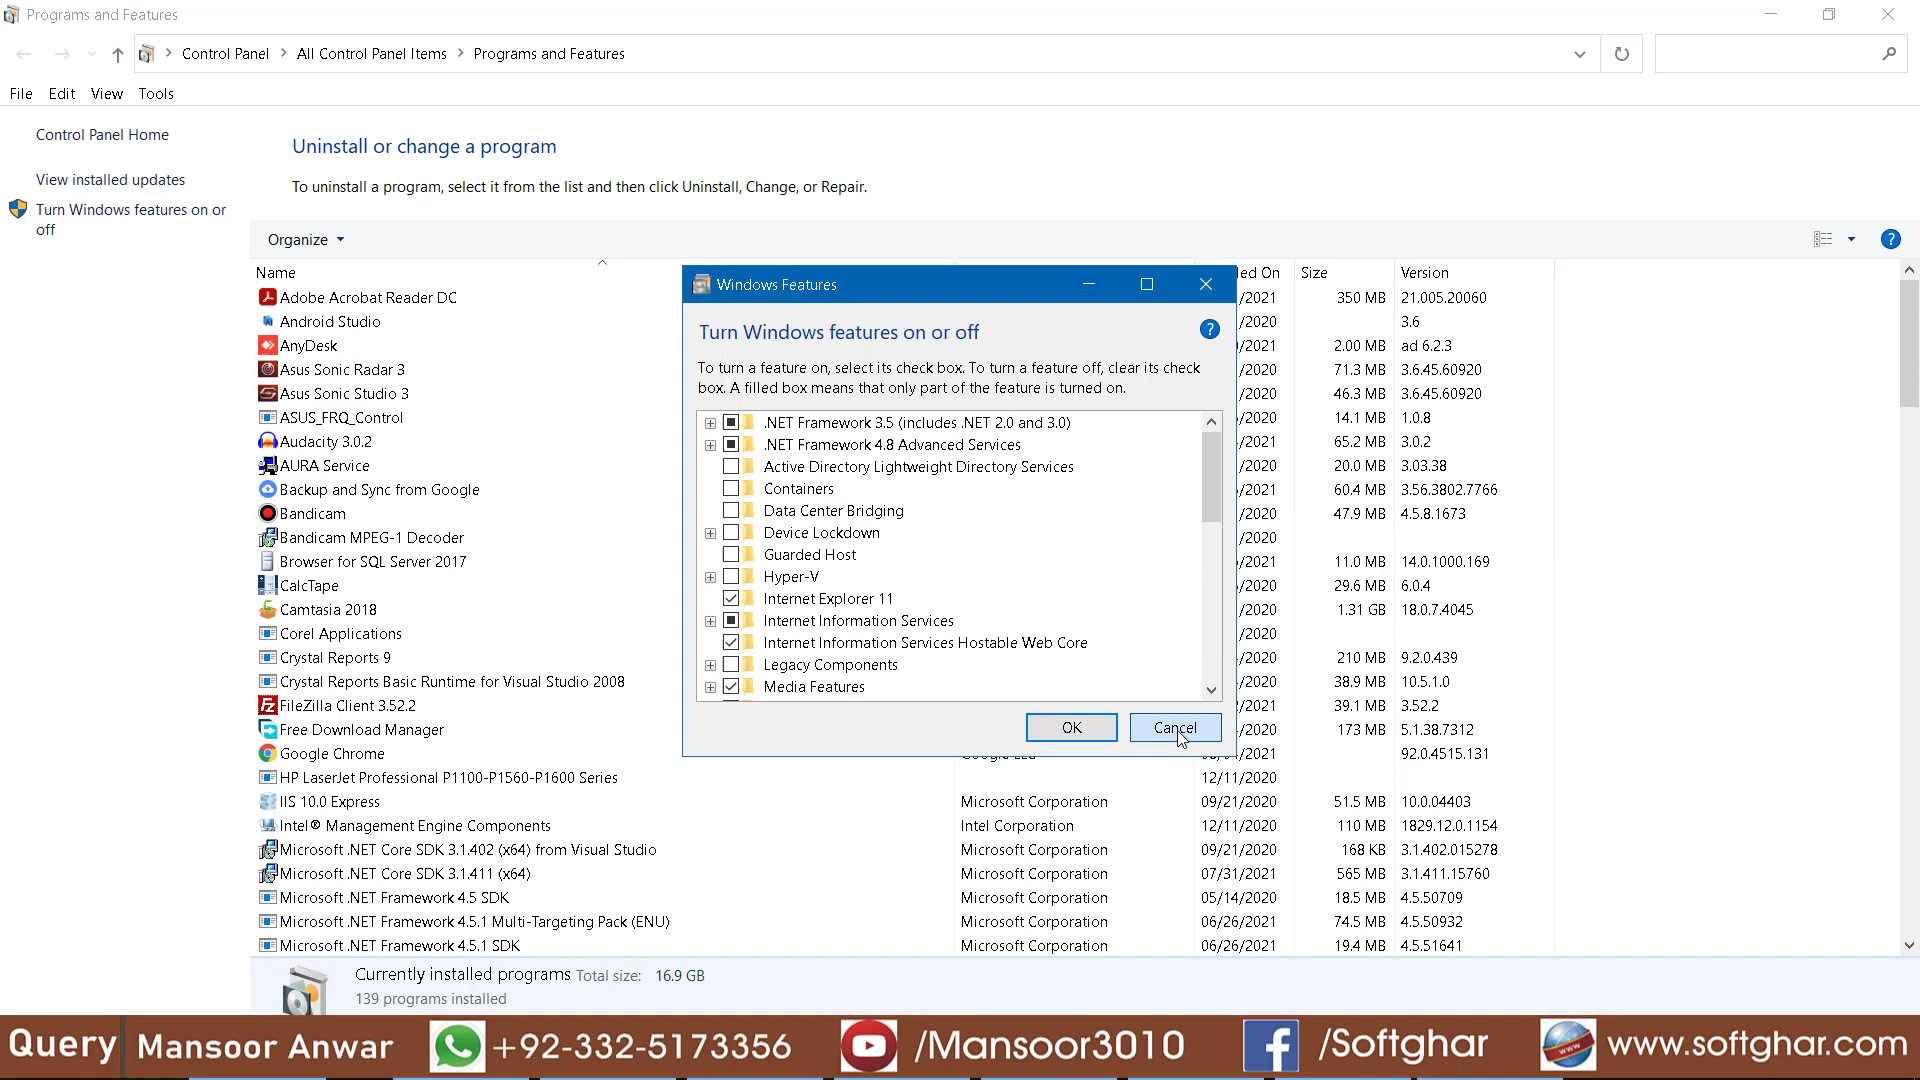 Programs and Features
Control Panel > All Control Panel Items > Programs and Features
File Edit View Tools
Control Panel Home
View installed updates
Turn Windows features on or
off
Uninstall or change a program
To uninstall a program, select it from the list and then click Uninstall, Change, or Repair.
Organize
Name ed On Size Version
Adobe Acrobat Reader DC /2021 350 MB 21.005.20060
Android Studio /2020 3.6
AnyDesk /2021 2.00 MB ad 6.2.3
Asus Sonic Radar 3 /2020 71.3 MB 3.6.45.60920
Asus Sonic Studio 3 /2020 46.3 MB 3.6.45.60920
ASUS_FRQ_Control /2020 14.1 MB 1.0.8
Audacity 3.0.2 /2021 65.2 MB 3.0.2
AURA Service /2020 20.0 MB 3.03.38
Backup and Sync from Google /2021 60.4 MB 3.56.3802.7766
Bandicam /2020 47.9 MB 4.5.8.1673
Bandicam MPEG-1 Decoder /2020
Browser for SQL Server 2017 /2021 11.0 MB 14.0.1000.169
CalcTape /2020 29.6 MB 6.0.4
Camtasia 2018 /2020 1.31 GB 18.0.7.4045
Corel Applications /2020
Crystal Reports 9 /2020 210 MB 9.2.0.439
Crystal Reports Basic Runtime for Visual Studio 2008 /2020 38.9 MB 10.5.1.0
FileZilla Client 3.52.2 /2021 39.1 MB 3.52.2
Free Download Manager /2020 173 MB 5.1.38.7312
Google Chrome /2021 92.0.4515.131
HP LaserJet Professional P1100-P1560-P1600 Series 12/11/2020
IIS 10.0 Express Microsoft Corporation 09/21/2020 51.5 MB 10.0.04403
Intel® Management Engine Components Intel Corporation 12/11/2020 110 MB 1829.12.0.1154
Microsoft .NET Core SDK 3.1.402 (x64) from Visual Studio Microsoft Corporation 09/21/2020 168 KB 3.1.402.015278
Microsoft .NET Core SDK 3.1.411 (x64) Microsoft Corporation 07/31/2021 565 MB 3.1.411.15760
Microsoft .NET Framework 4.5 SDK Microsoft Corporation 05/14/2020 18.5 MB 4.5.50709
Microsoft .NET Framework 4.5.1 Multi-Targeting Pack (ENU) Microsoft Corporation 06/26/2021 74.5 MB 4.5.50932
Microsoft .NET Framework 4.5.1 SDK Microsoft Corporation 06/26/2021 19.4 MB 4.5.51641
Windows Features
Turn Windows features on or off
To turn a feature on, select its check box. To turn a feature off, clear its check
box. A filled box means that only part of the feature is turned on.
.NET Framework 3.5 (includes .NET 2.0 and 3.0)
.NET Framework 4.8 Advanced Services
Active Directory Lightweight Directory Services
Containers
Data Center Bridging
Device Lockdown
Guarded Host
Hyper-V
Internet Explorer 11
Internet Information Services
Internet Information Services Hostable Web Core
Legacy Components
Media Features
OK Cancel
Currently installed programs Total size: 16.9 GB
139 programs installed
Query Mansoor Anwar +92-332-5173356 /Mansoor3010 /Softghar www.softghar.com